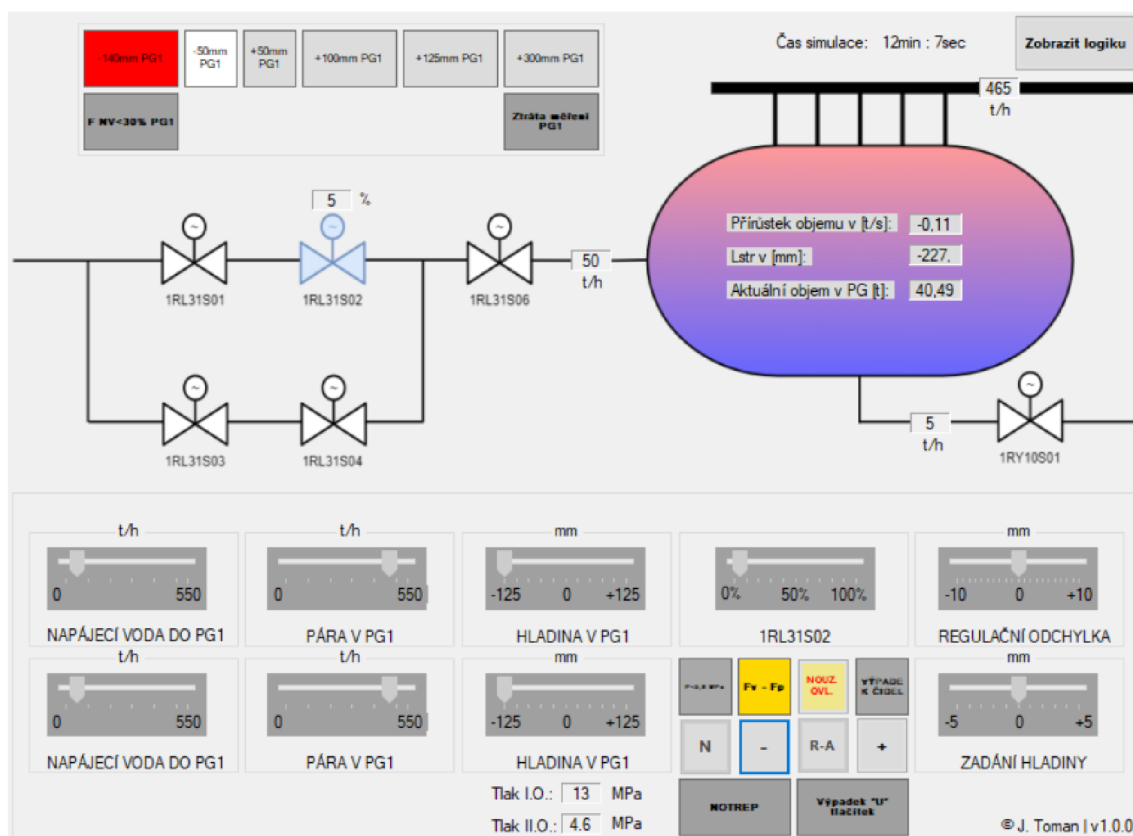 -140mm PG1
-50mm
PG1
+50mm
PG1
+100mm PG1
+125mm PG1
+300mm PG1
Čas simulace: 12min : 7sec
Zobrazit logiku
F NV<30% PG1
Ztráta měření
PG1
465
t/h
5 %
~
~
~
1RL31S01
1RL31S02
1RL31S06
50
t/h
Přírůstek objemu v [t/s]: -0,11
Lstr v [mm]: -227,
Aktuální objem v PG [t]: 40,49
~
~
~
1RL31S03
1RL31S04
5
t/h
1RY10S01
t/h
t/h
mm
mm
0 550
0 550
-125 0 +125
0% 50% 100%
-10 0 +10
NAPÁJECÍ VODA DO PG1
PÁRA V PG1
HLADINA V PG1
1RL31S02
REGULAČNÍ ODCHYLKA
t/h
t/h
mm
mm
0 550
0 550
-125 0 +125
Fv - Fp
NOUZ.
OVL.
VÝPADE
K ČIDEL
-5 0 +5
N
-
R-A
+
NAPÁJECÍ VODA DO PG1
PÁRA V PG1
HLADINA V PG1
ZADÁNÍ HLADINY
Tlak I.O.: 13 MPa
Tlak II.O.: 4.6 MPa
NOTREP
Výpadek "U"
tlačítek
© J. Toman | v1.0.0